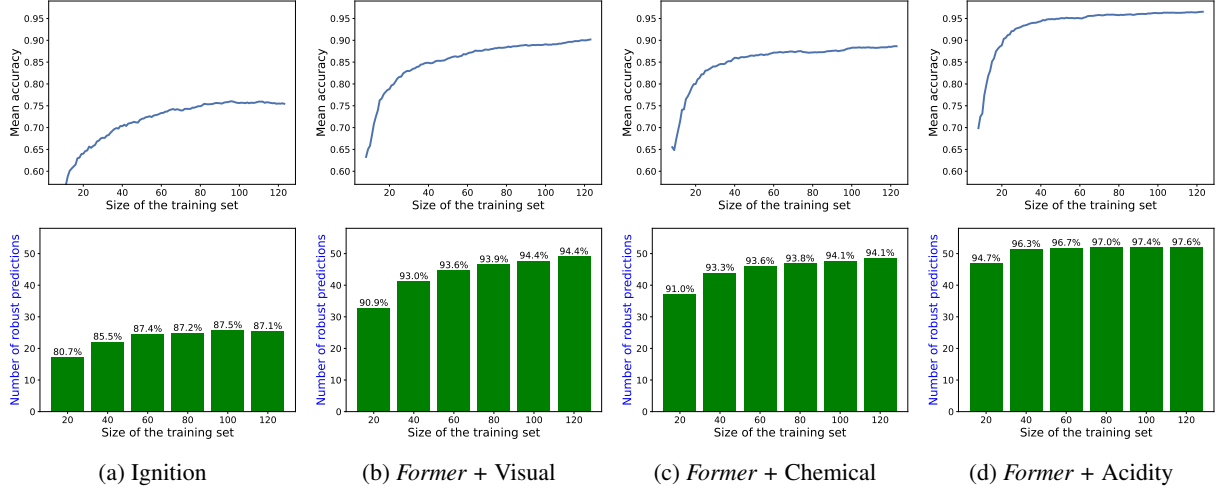 0.95
0.90
0.85
0.80
0.75
0.70
0.65
0.60
Mean accuracy
20 40 60 80 100 120
Size of the training set
0.95
0.90
0.85
0.80
0.75
0.70
0.65
0.60
Mean accuracy
20 40 60 80 100 120
Size of the training set
0.95
0.90
0.85
0.80
0.75
0.70
0.65
0.60
Mean accuracy
20 40 60 80 100 120
Size of the training set
0.95
0.90
0.85
0.80
0.75
0.70
0.65
0.60
Mean accuracy
20 40 60 80 100 120
Size of the training set
Number of robust predictions
50
40
30
20
10
0
80.7% 85.5% 87.4% 87.2% 87.5% 87.1%
20 40 60 80 100 120
Size of the training set
(a) Ignition
Number of robust predictions
50
40
30
20
10
0
90.9% 93.0% 93.6% 93.9% 94.4% 94.4%
20 40 60 80 100 120
Size of the training set
(b) Former + Visual
Number of robust predictions
50
40
30
20
10
0
91.0% 93.3% 93.6% 93.8% 94.1% 94.1%
20 40 60 80 100 120
Size of the training set
(c) Former + Chemical
Number of robust predictions
50
40
30
20
10
0
94.7% 96.3% 96.7% 97.0% 97.4% 97.6%
20 40 60 80 100 120
Size of the training set
(d) Former + Acidity